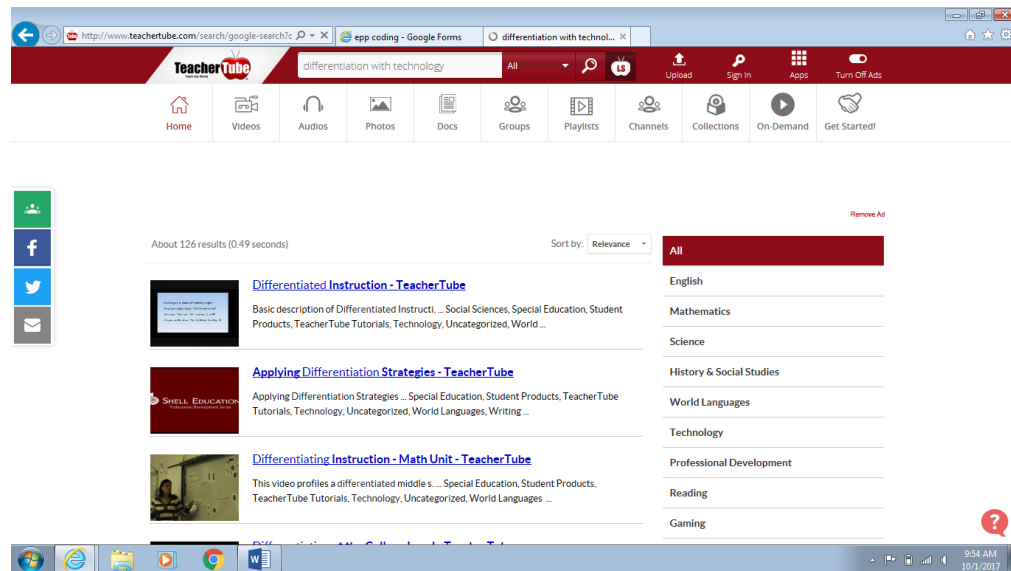 http://www.teachertube.com/search/google-search?c
epp coding - Google Forms
differentiation with technol...
TeacherTube
differentiation with technology
All
LS
Upload
Sign In
Apps
Turn Off Ads
Home
Videos
Audios
Photos
Docs
Groups
Playlists
Channels
Collections
On-Demand
Get Started!
Remove Ad
About 126 results (0.49 seconds)
Sort by: Relevance
Differentiated Instruction - TeacherTube
Basic description of Differentiated Instructi. ... Social Sciences, Special Education, Student
Products, TeacherTube Tutorials, Technology, Uncategorized, World ...
Applying Differentiation Strategies - TeacherTube
Applying Differentiation Strategies ... Special Education, Student Products, TeacherTube
Tutorials, Technology, Uncategorized, World Languages, Writing ...
SHELL EDUCATION
Professional Development Series
Differentiating Instruction - Math Unit - TeacherTube
This video profiles a differentiated middle s. ... Special Education, Student Products,
TeacherTube Tutorials, Technology, Uncategorized, World Languages ...
All
English
Mathematics
Science
History & Social Studies
World Languages
Technology
Professional Development
Reading
Gaming
?
9:54 AM
10/1/2017